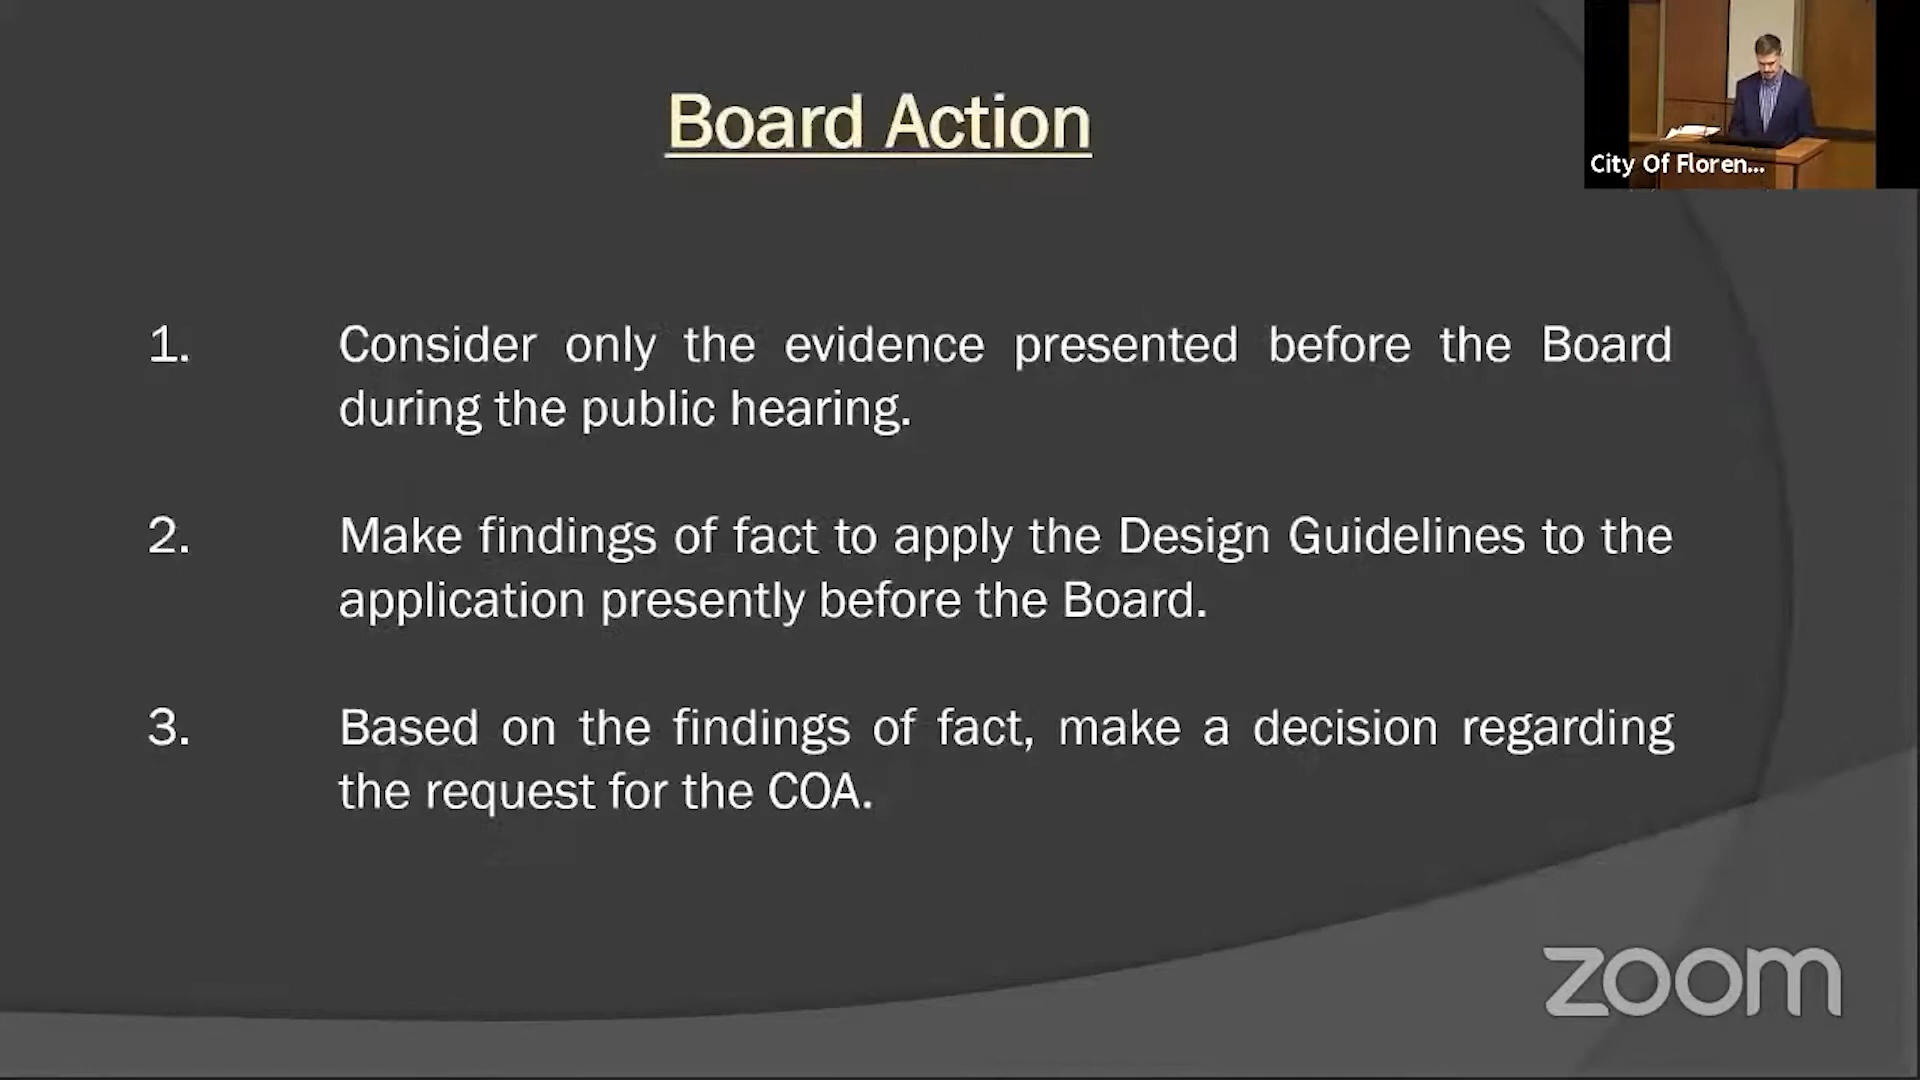 Board Action
City Of Floren...
1. Consider only the evidence presented before the Board
during the public hearing.
2. Make findings of fact to apply the Design Guidelines to the
application presently before the Board.
3. Based on the findings of fact, make a decision regarding
the request for the COA.
zoom